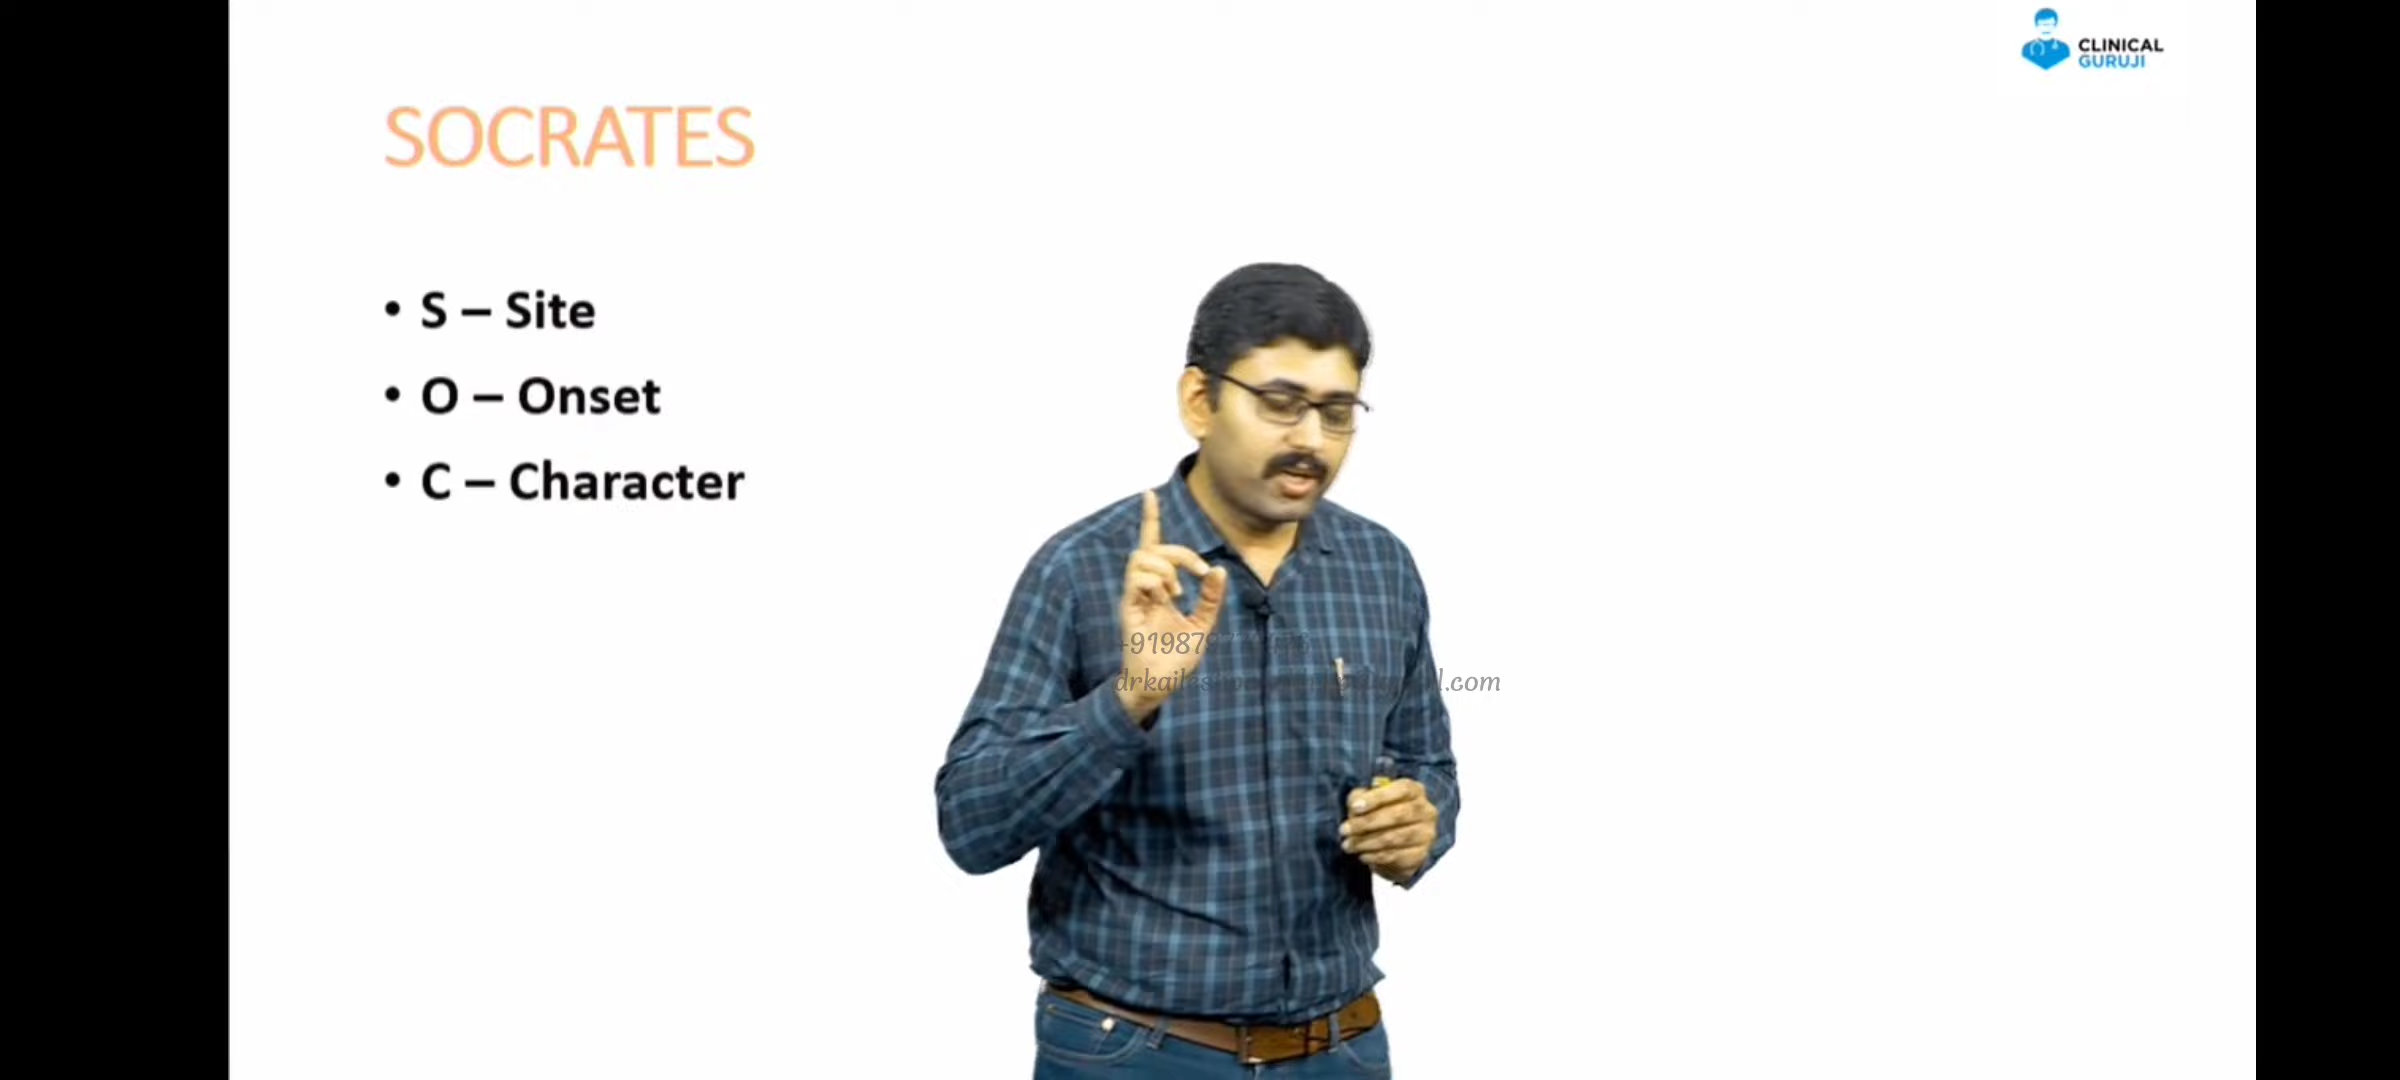 CLINICAL
GURUJI
SOCRATES
• S – Site
• O – Onset
• C – Character